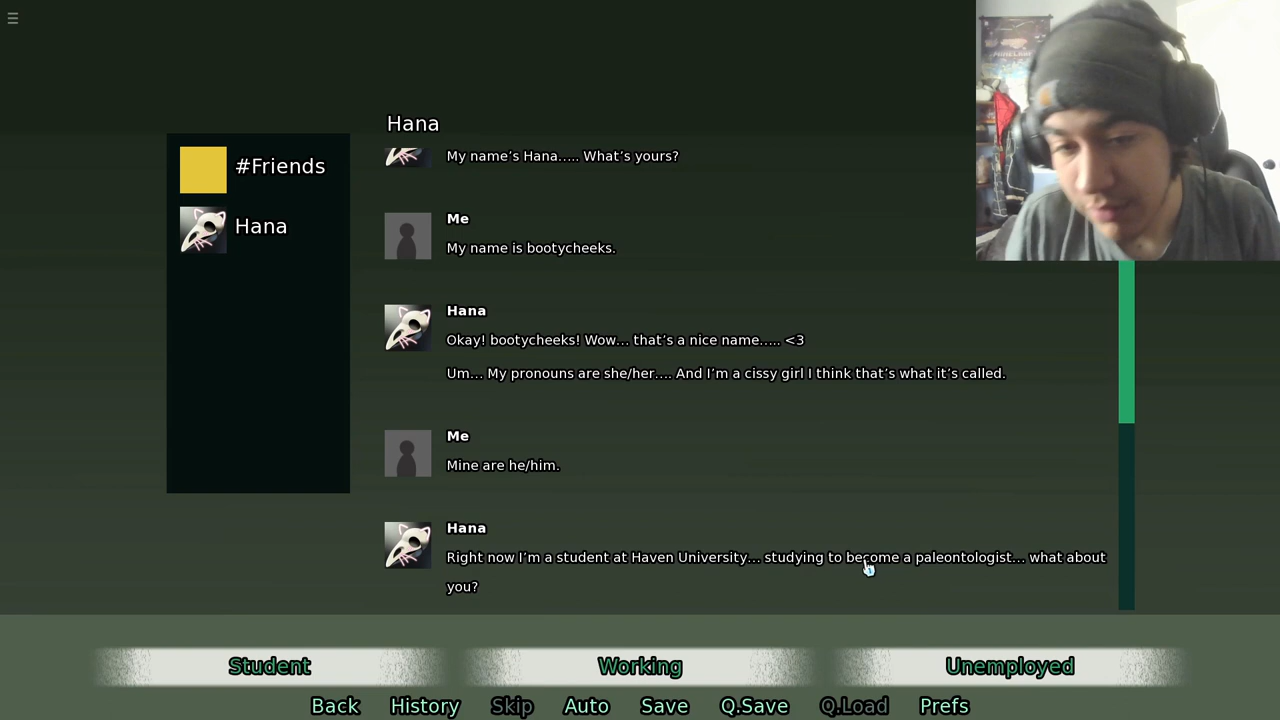 Hana
#Friends
Hana
My name’s Hana..... What’s yours?
Me
My name is bootycheeks.
Hana
Okay! bootycheeks! Wow... that’s a nice name..... <3
Um... My pronouns are she/her.... And I’m a cissy girl I think that’s what it’s called.
Me
Mine are he/him.
Hana
Right now I’m a student at Haven University... studying to become a paleontologist... what about
you?
Student
Working
Unemployed
Back
History
Skip
Auto
Save
Q.Save
Q.Load
Prefs